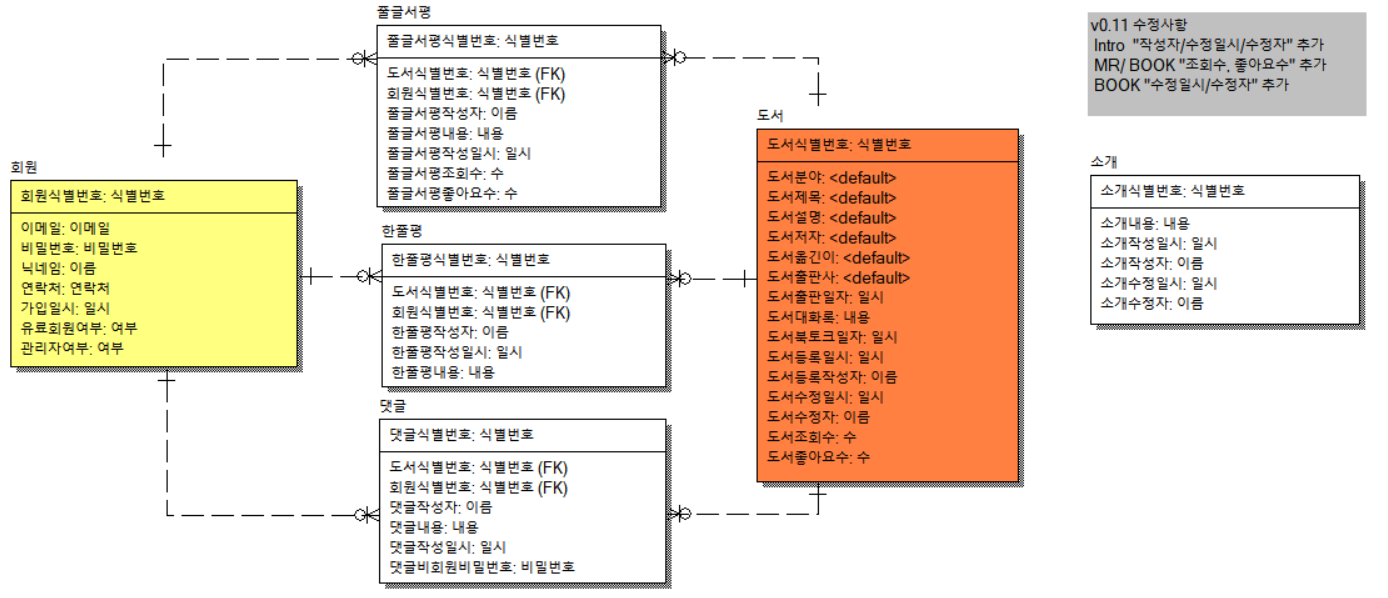 풀글서평
풀글서평식별번호: 식별번호
도서식별번호: 식별번호 (FK)
회원식별번호: 식별번호 (FK)
풀글서평작성자: 이름
풀글서평내용: 내용
풀글서평작성일시: 일시
풀글서평조회수: 수
풀글서평좋아요수: 수
v0.11 수정사항
Intro "작성자/수정일시/수정자" 추가
MR/ BOOK "조회수, 좋아요수" 추가
BOOK "수정일시/수정자" 추가
회원
회원식별번호: 식별번호
이메일: 이메일
비밀번호: 비밀번호
닉네임: 이름
연락처: 연락처
가입일시: 일시
유료회원여부: 여부
관리자여부: 여부
한줄평
한줄평식별번호: 식별번호
도서식별번호: 식별번호 (FK)
회원식별번호: 식별번호 (FK)
한줄평작성자: 이름
한줄평작성일시: 일시
한줄평내용: 내용
댓글
댓글식별번호: 식별번호
도서식별번호: 식별번호 (FK)
회원식별번호: 식별번호 (FK)
댓글작성자: 이름
댓글내용: 내용
댓글작성일시: 일시
댓글비회원비밀번호: 비밀번호
도서
도서식별번호: 식별번호
도서분야: <default>
도서제목: <default>
도서설명: <default>
도서저자: <default>
도서옮긴이: <default>
도서출판사: <default>
도서출판일자: 일시
도서대화록: 내용
도서북토크일자: 일시
도서등록일시: 일시
도서등록작성자: 이름
도서수정일시: 일시
도서수정자: 이름
도서조회수: 수
도서좋아요수: 수
소개
소개식별번호: 식별번호
소개내용: 내용
소개작성일시: 일시
소개작성자: 이름
소개수정일시: 일시
소개수정자: 이름